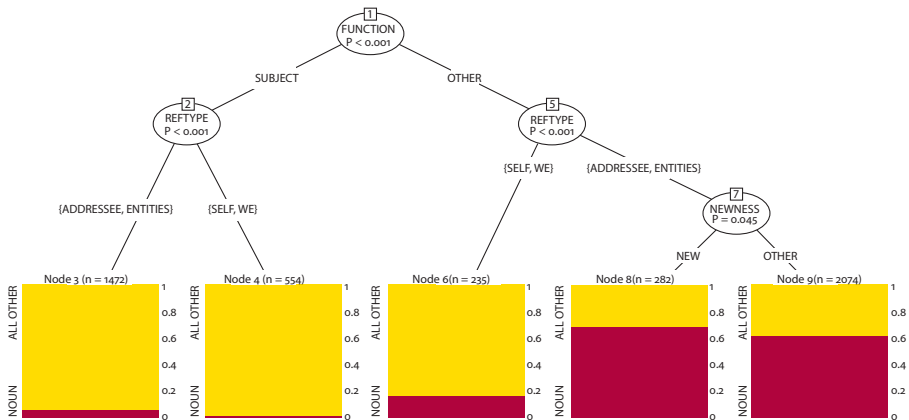 1
FUNCTION
P < 0.001
SUBJECT
OTHER
2
REFTYPE
P < 0.001
5
REFTYPE
P < 0.001
{ADDRESSEE, ENTITIES}
{SELF, WE}
{SELF, WE}
{ADDRESSEE, ENTITIES}
7
NEWNESS
P = 0.045
NEW
OTHER
Node 3 (n = 1472)
ALL OTHER
NOUN
1
0.8
0.6
0.4
0.2
0
Node 4 (n = 554)
ALL OTHER
NOUN
1
0.8
0.6
0.4
0.2
0
Node 6(n = 235)
ALL OTHER
NOUN
1
0.8
0.6
0.4
0.2
0
Node 8(n = 282)
ALL OTHER
NOUN
1
0.8
0.6
0.4
0.2
0
Node 9(n = 2074)
ALL OTHER
NOUN
1
0.8
0.6
0.4
0.2
0